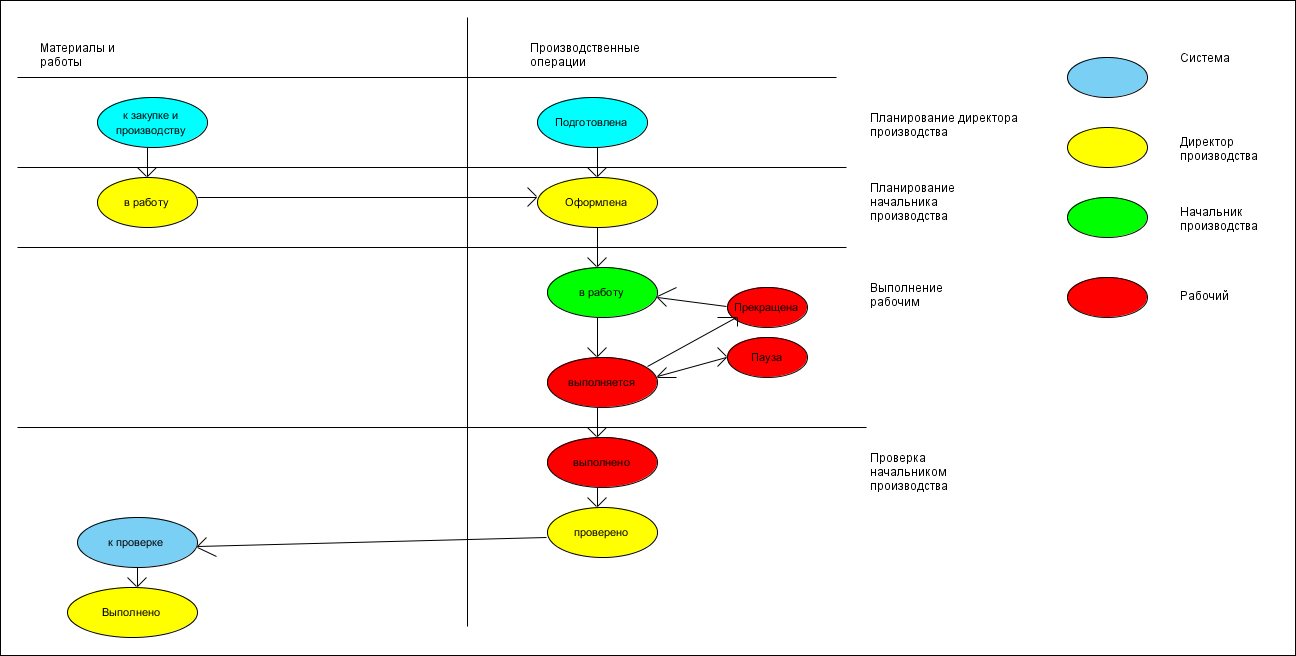 Материалы и
работы
Производственные
операции
Система
к закупке и
производству
Подготовлена
Планирование директора
производства
Директор
производства
в работу
Оформлена
Планирование
начальника
производства
Начальник
производства
в работу
Прекращена
Выполнение
рабочим
Рабочий
Пауза
выполняется
выполнено
Проверка
начальником
производства
проверено
к проверке
Выполнено